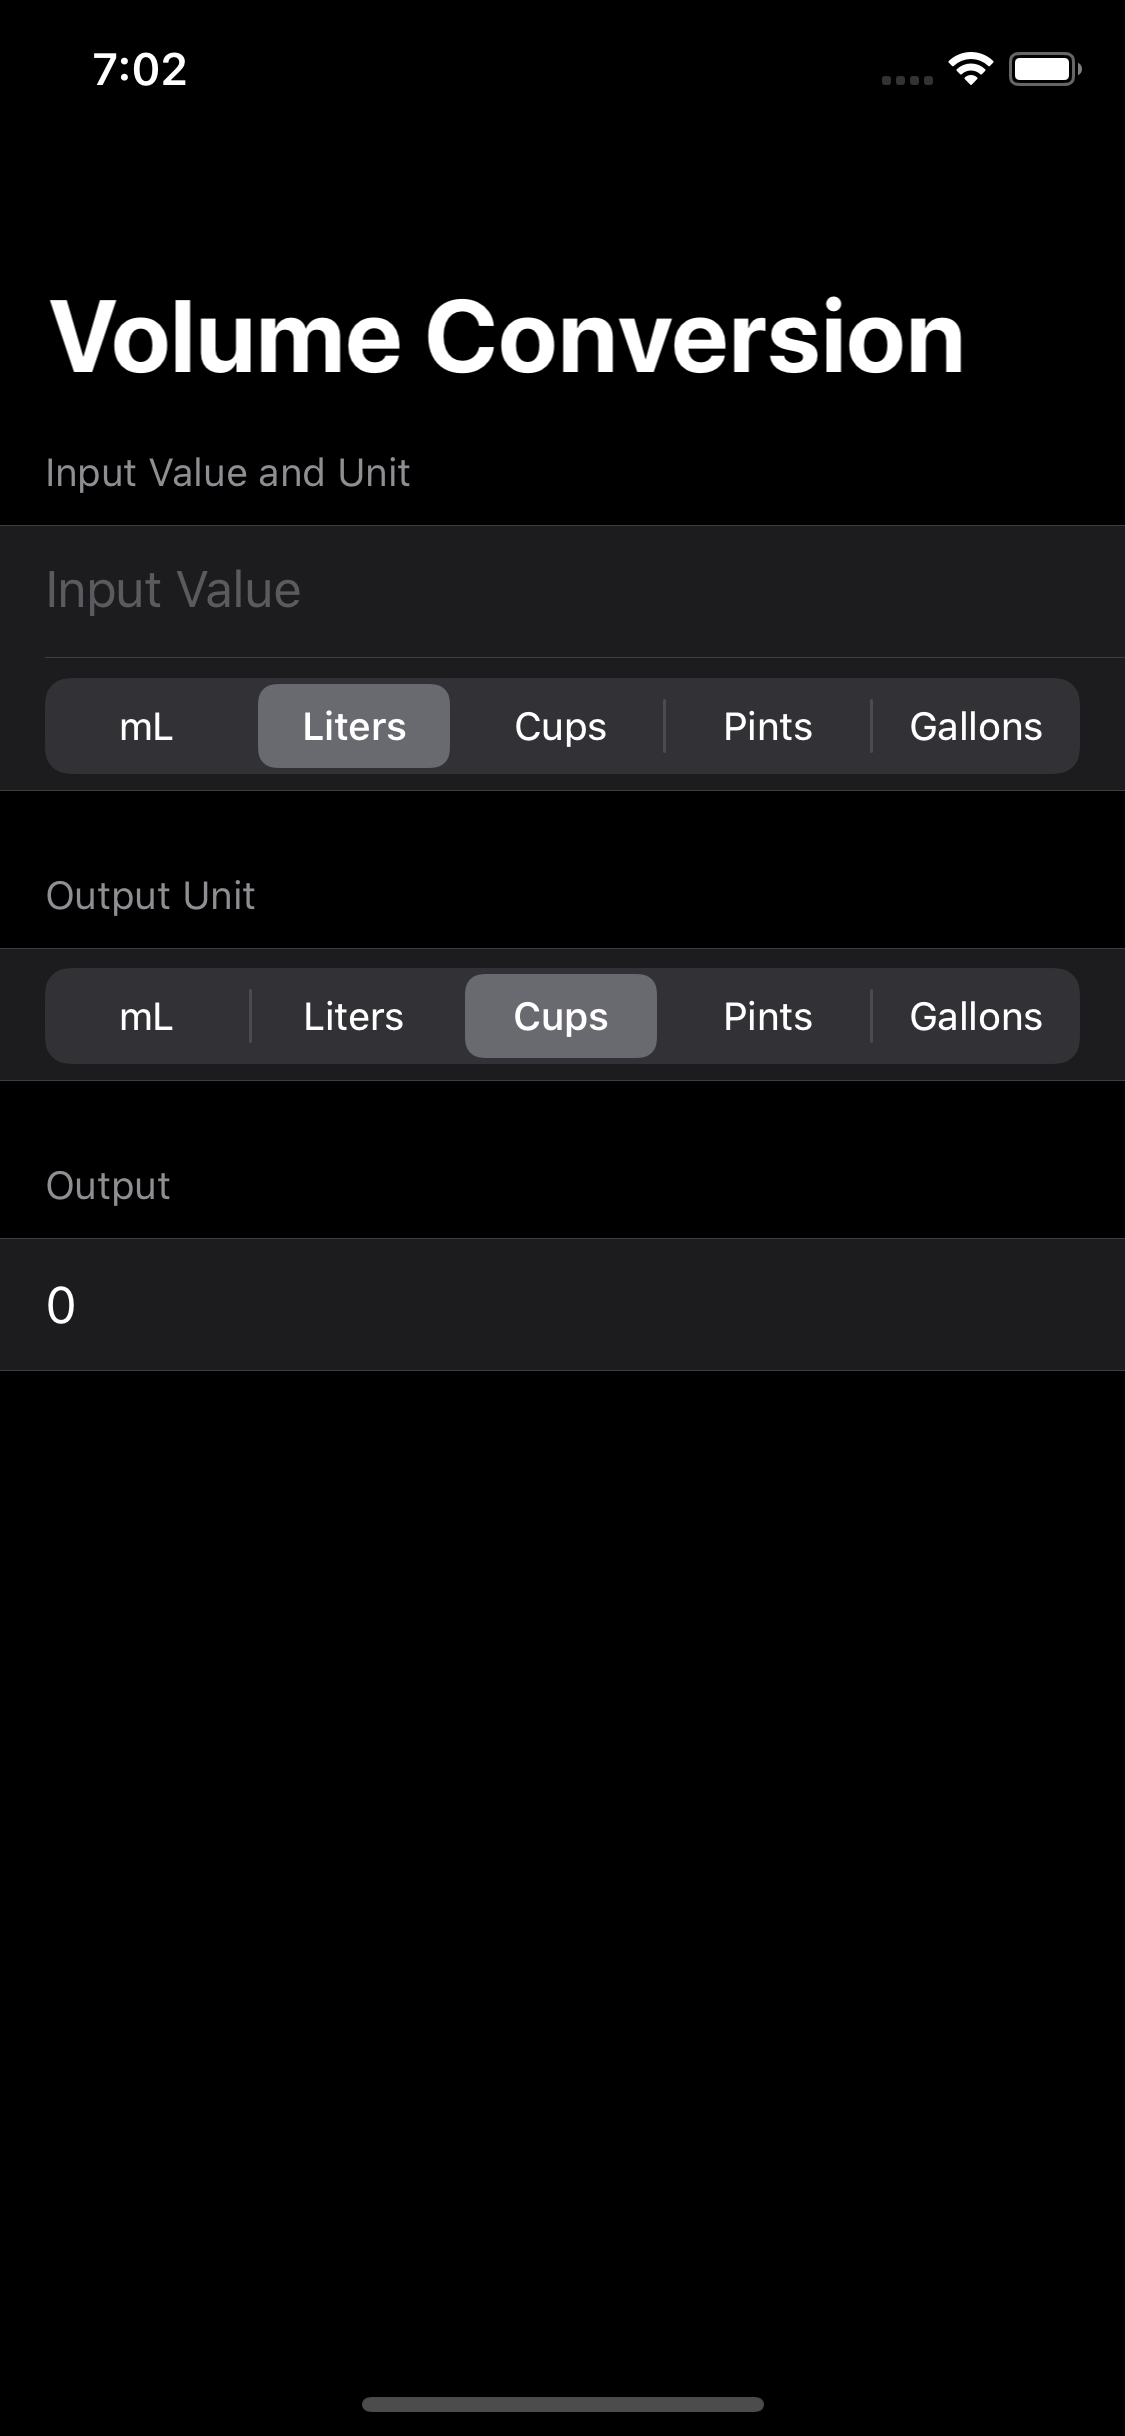 7:02
Volume Conversion
Input Value and Unit
Input Value
mL Liters Cups Pints Gallons
Output Unit
mL Liters Cups Pints Gallons
Output
0